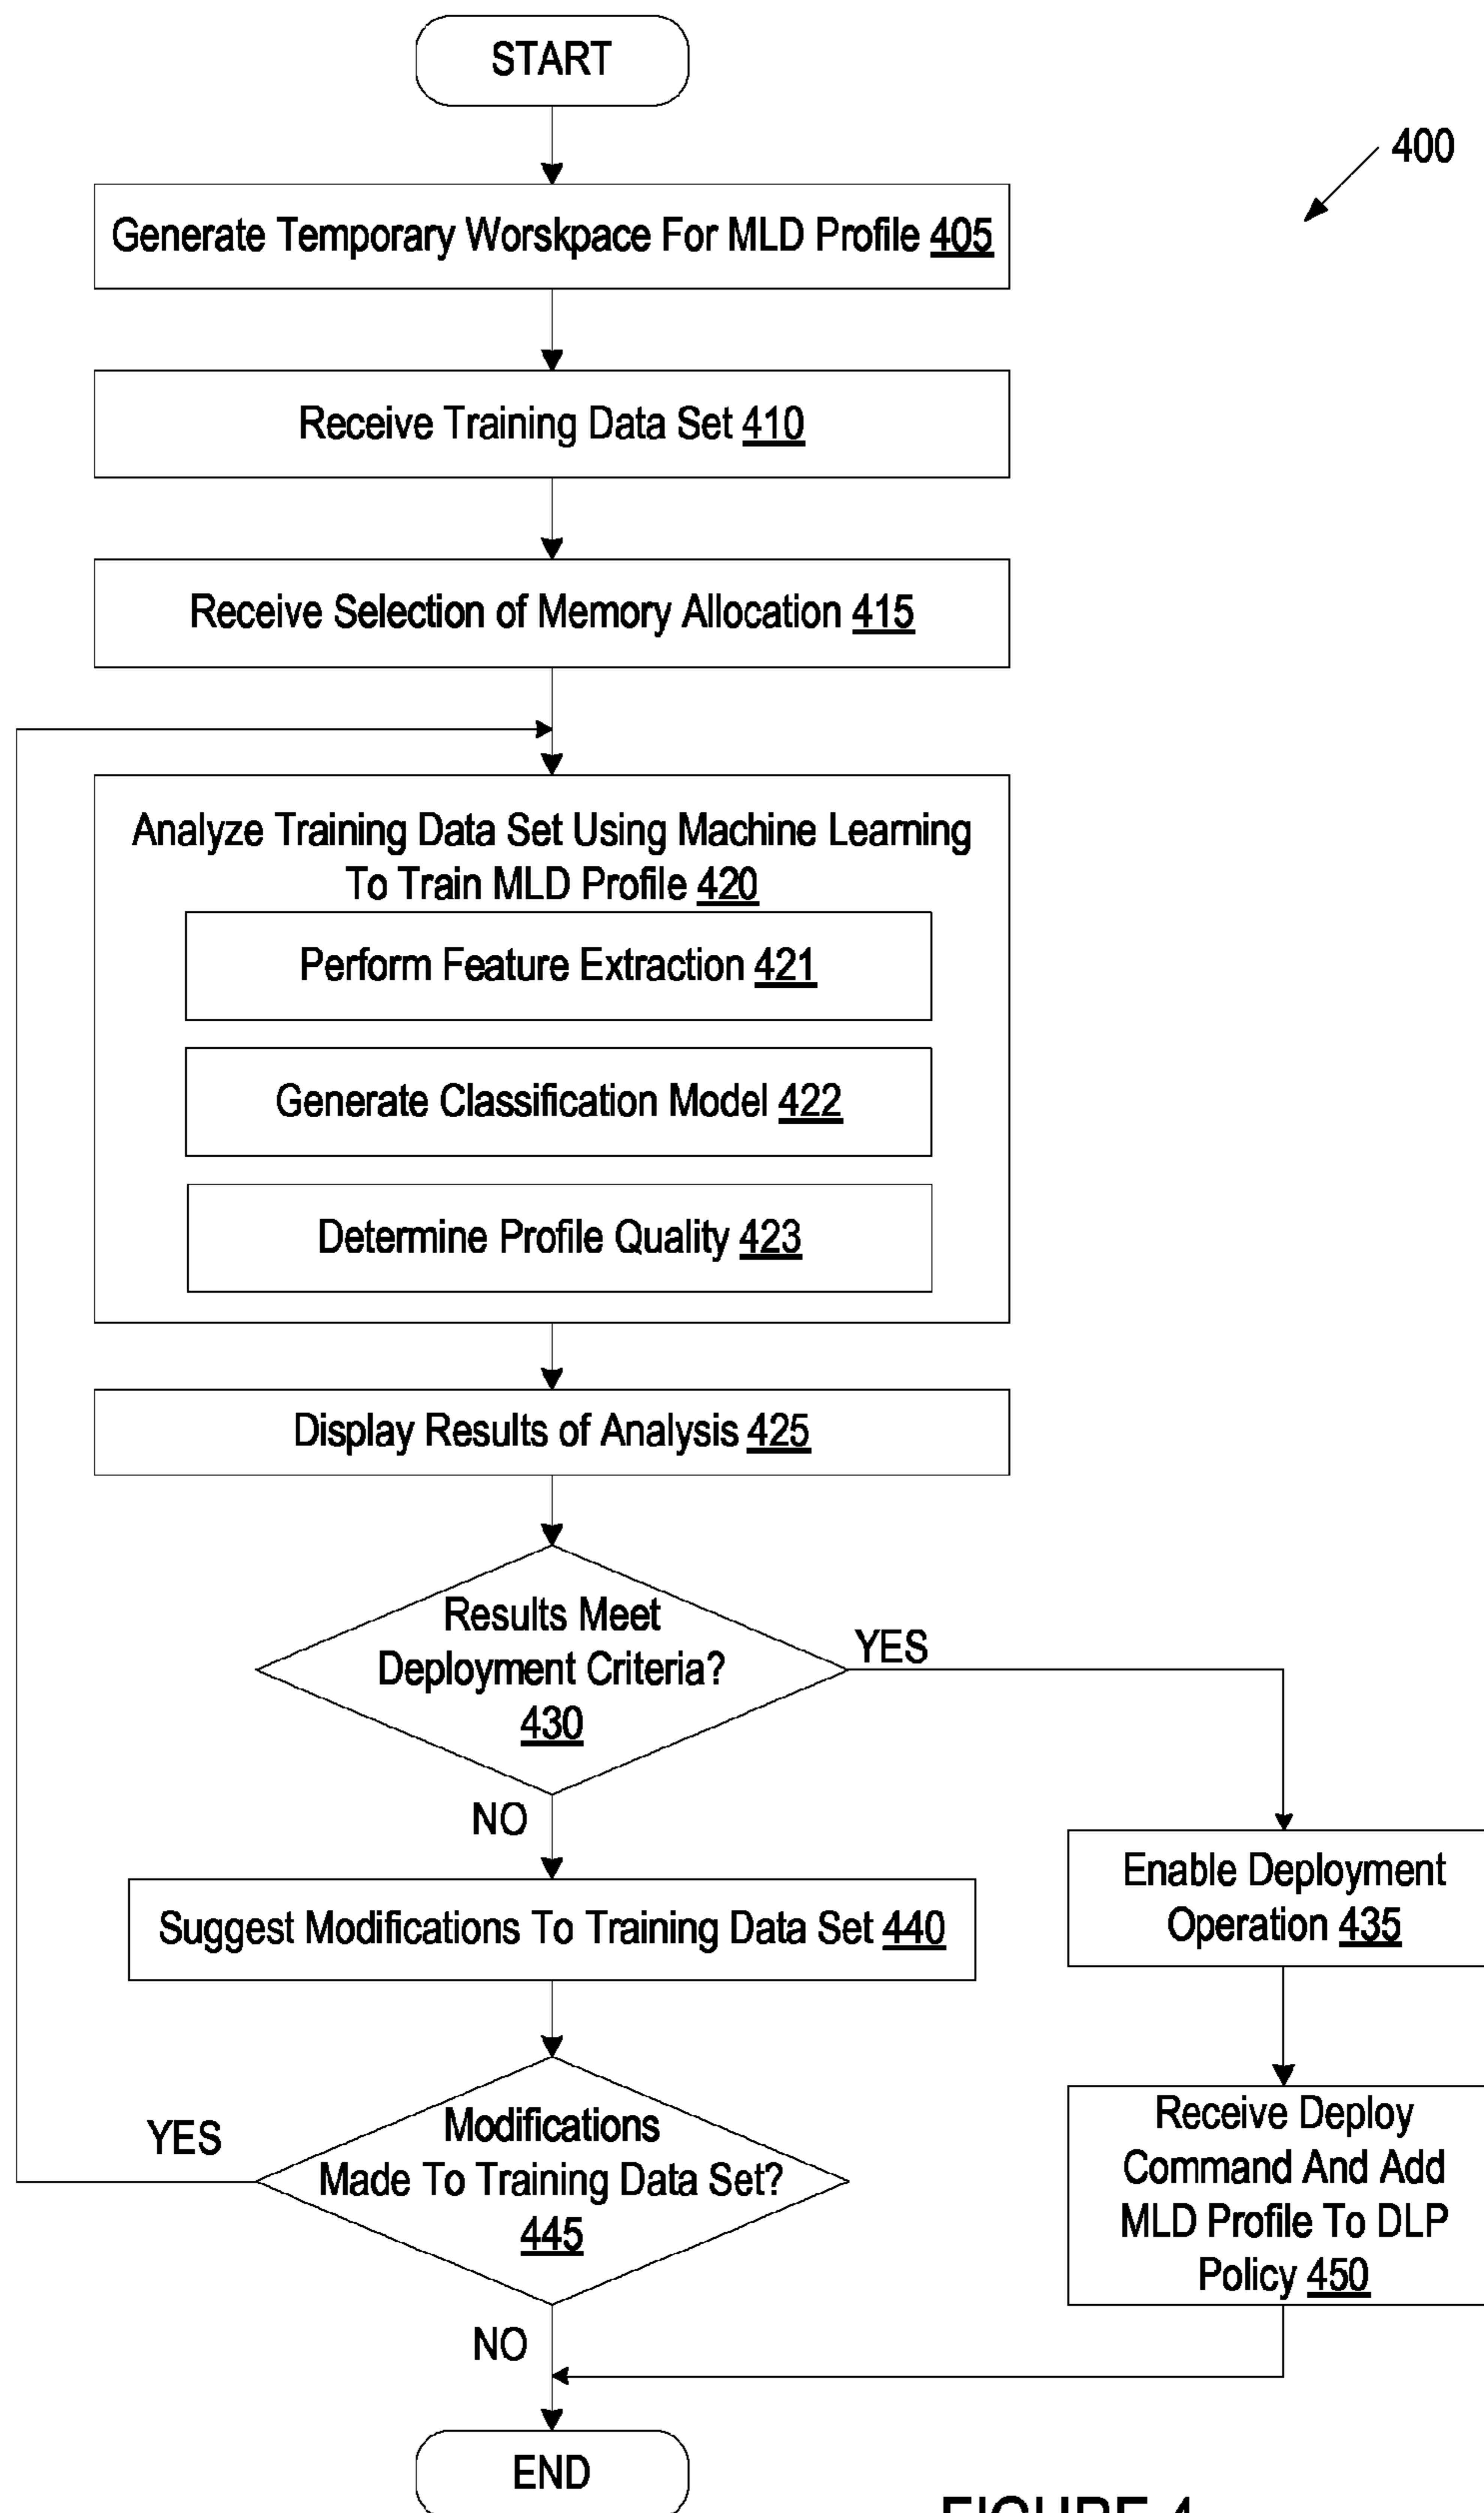 START
400
Generate Temporary Worskpace For MLD Profile 405
Receive Training Data Set 410
Receive Selection of Memory Allocation 415
Analyze Training Data Set Using Machine Learning
To Train MLD Profile 420
Perform Feature Extraction 421
Generate Classification Model 422
Determine Profile Quality 423
Display Results of Analysis 425
Results Meet
Deployment Criteria?
430
YES
NO
Enable Deployment
Operation 435
Suggest Modifications To Training Data Set 440
Modifications
Made To Training Data Set?
445
YES
NO
Receive Deploy
Command And Add
MLD Profile To DLP
Policy 450
END
FIGURE 4